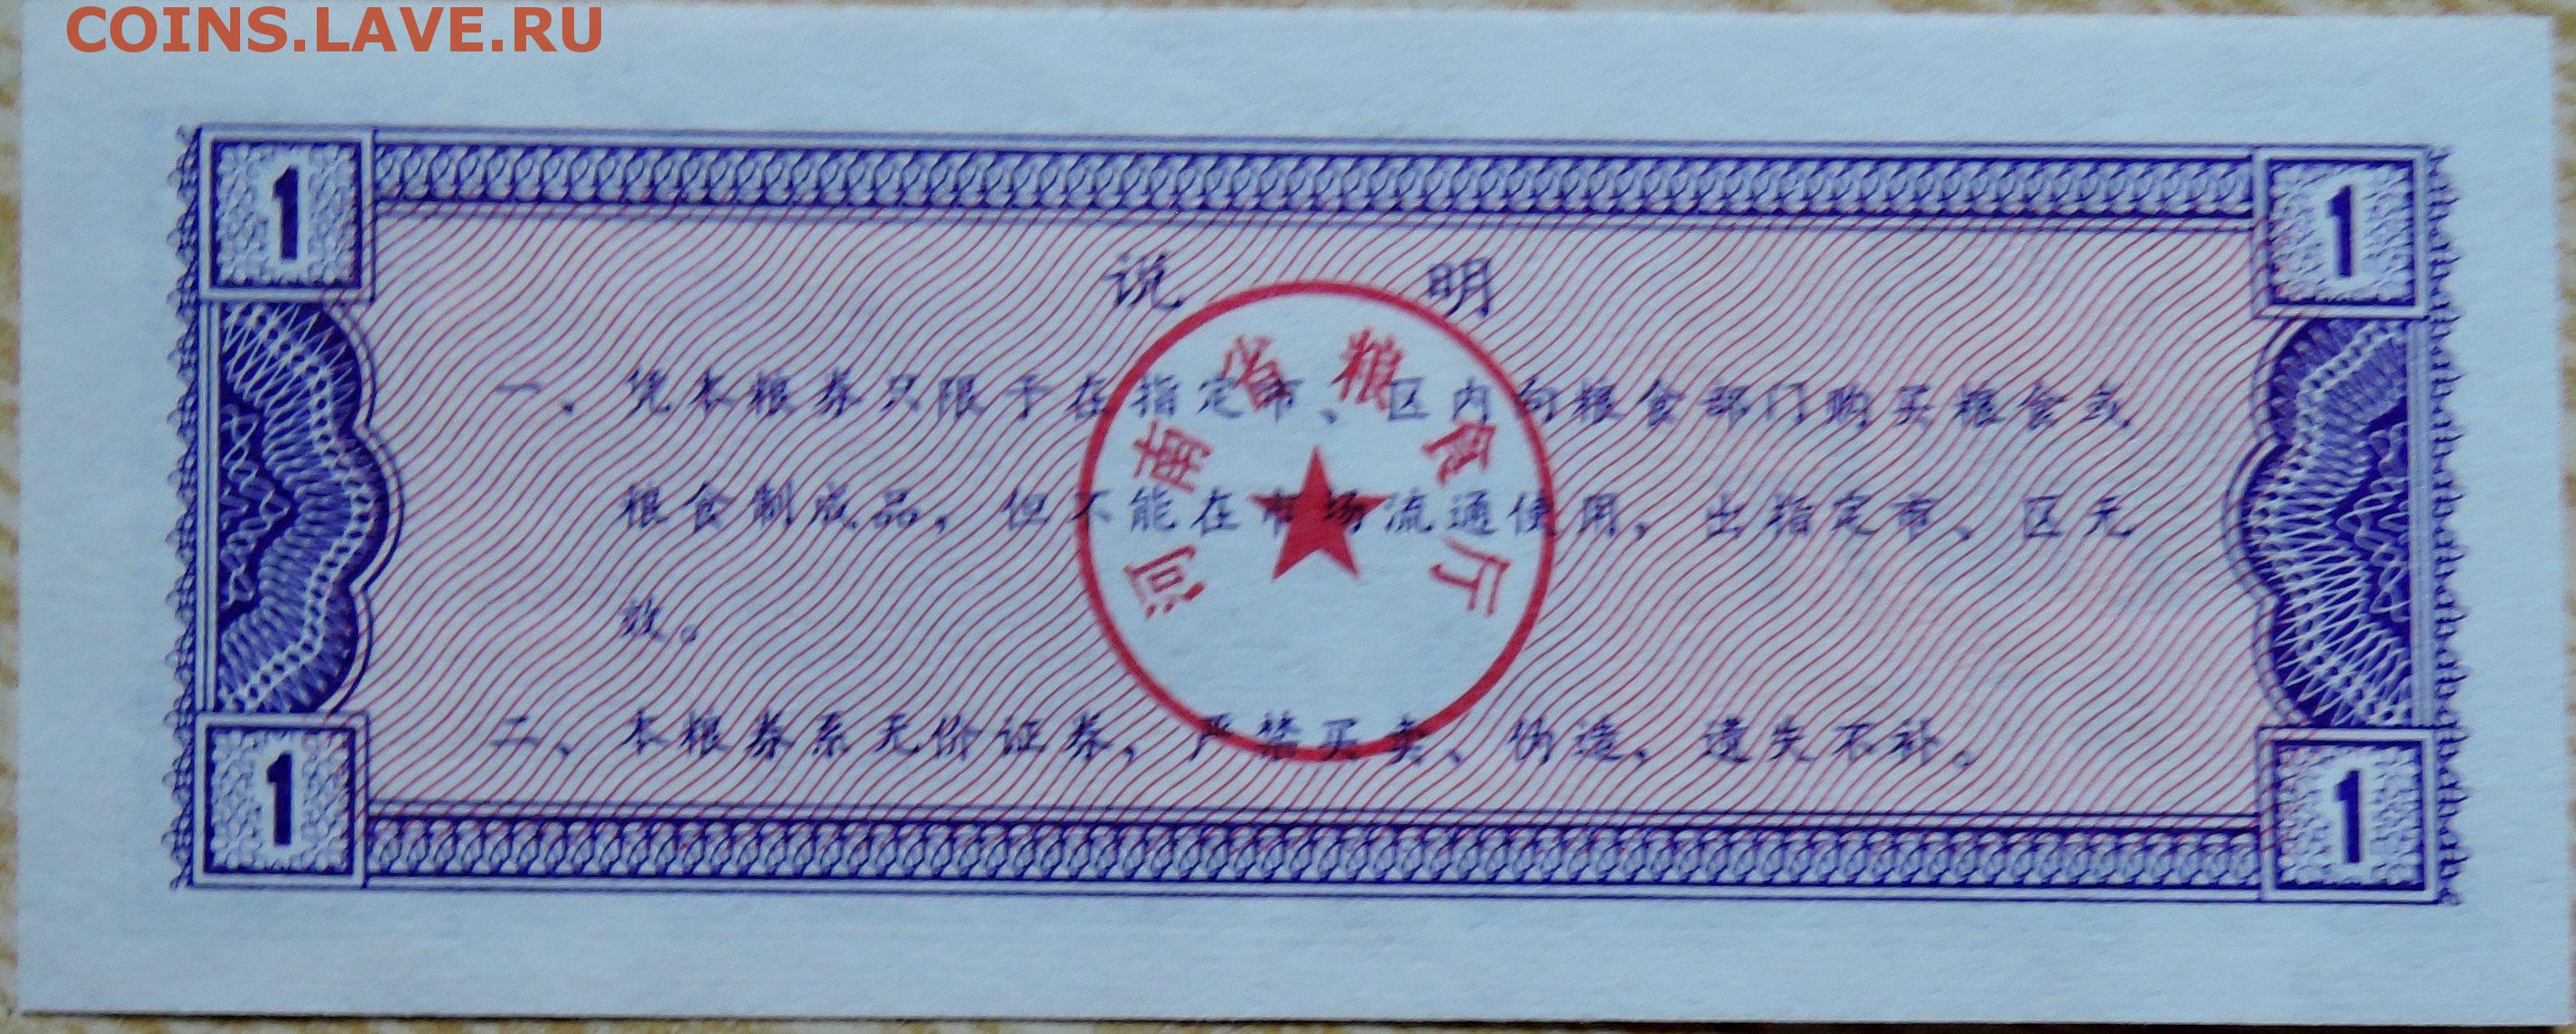 COINS.LAVE.RU
1 1
说 明
河南省粮食厅
一、凭本粮券只限于在指定市、区内向粮食部门购买粮食或
粮食制成品，但不能在市场流通使用，出指定市、区无
效。
二、本粮券系无价证券，严禁买卖、伪造，遗失不补。
1 1